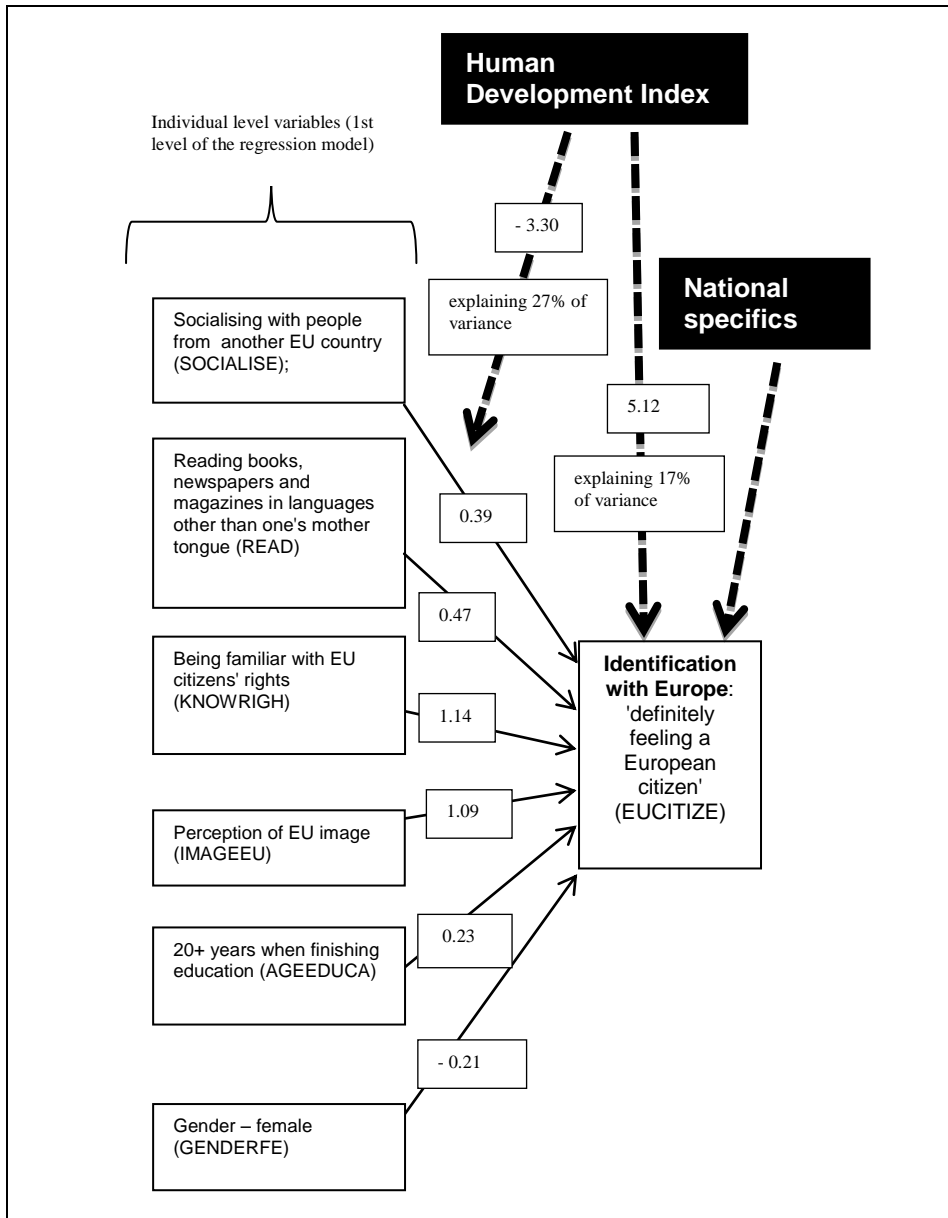 Human
Development Index
Individual level variables (1st
level of the regression model)
- 3.30
explaining 27% of
variance
National
specifics
Socialising with people
from another EU country
(SOCIALISE);
5.12
explaining 17%
of variance
Reading books,
newspapers and
magazines in languages
other than one's mother
tongue (READ)
0.39
0.47
Being familiar with EU
citizens' rights
(KNOWRIGH)
1.14
Identification
with Europe:
'definitely
feeling a
European
citizen'
(EUCITIZE)
1.09
Perception of EU image
(IMAGEEU)
20+ years when finishing
education (AGEEDUCA)
0.23
- 0.21
Gender – female
(GENDERFE)